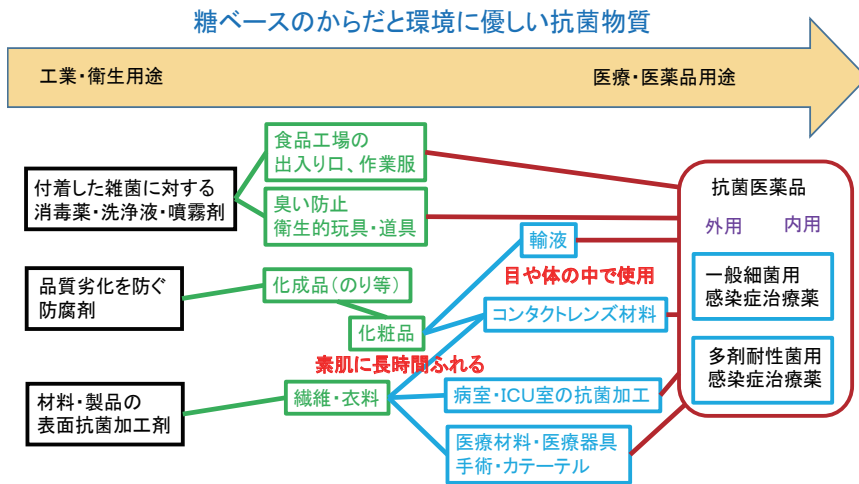 糖ベースのからだと環境に優しい抗菌物質
工業・衛生用途
医療・医薬品用途
付着した雑菌に対する
消毒薬・洗浄液・噴霧剤
食品工場の
出入り口、作業服
臭い防止
衛生的玩具・道具
品質劣化を防ぐ
防腐剤
化成品(のり等)
化粧品
素肌に長時間ふれる
材料・製品の
表面抗菌加工剤
繊維・衣料
輸液
目や体の中で使用
コンタクトレンズ材料
病室・ICU室の抗菌加工
医療材料・医療器具
手術・カテーテル
抗菌医薬品
外用
内用
一般細菌用
感染症治療薬
多剤耐性菌用
感染症治療薬